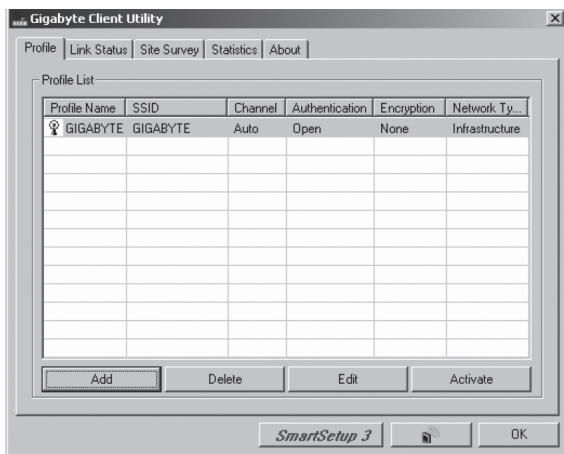 Gigabyte Client Utility
Profile Link Status Site Survey Statistics About
Profile List
Profile Name SSID Channel Authentication Encryption Network Ty...
GIGABYTE GIGABYTE Auto Open None Infrastructure
Add Delete Edit Activate
SmartSetup 3 OK